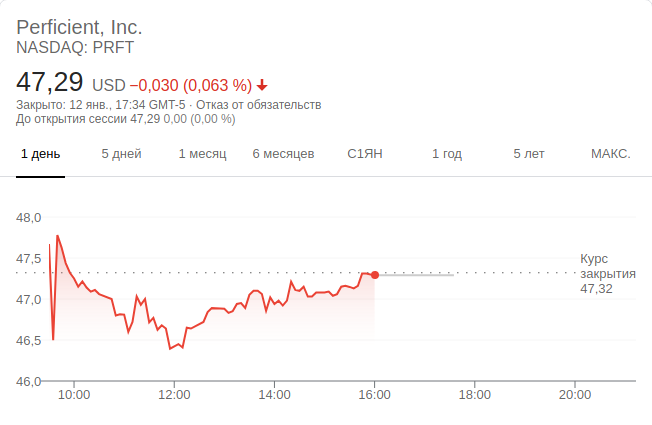 Perficient, Inc.
NASDAQ: PRFT
47,29 USD −0,030 (0,063 %)
Закрыто: 12 янв., 17:34 GMT-5 · Отказ от обязательств
До открытия сессии 47,29 0,00 (0,00 %)
1 день 5 дней 1 месяц 6 месяцев С1ЯН 1 год 5 лет МАКС.
48,0
47,5
47,0
46,5
46,0
Курс
закрытия
47,32
10:00 12:00 14:00 16:00 18:00 20:00